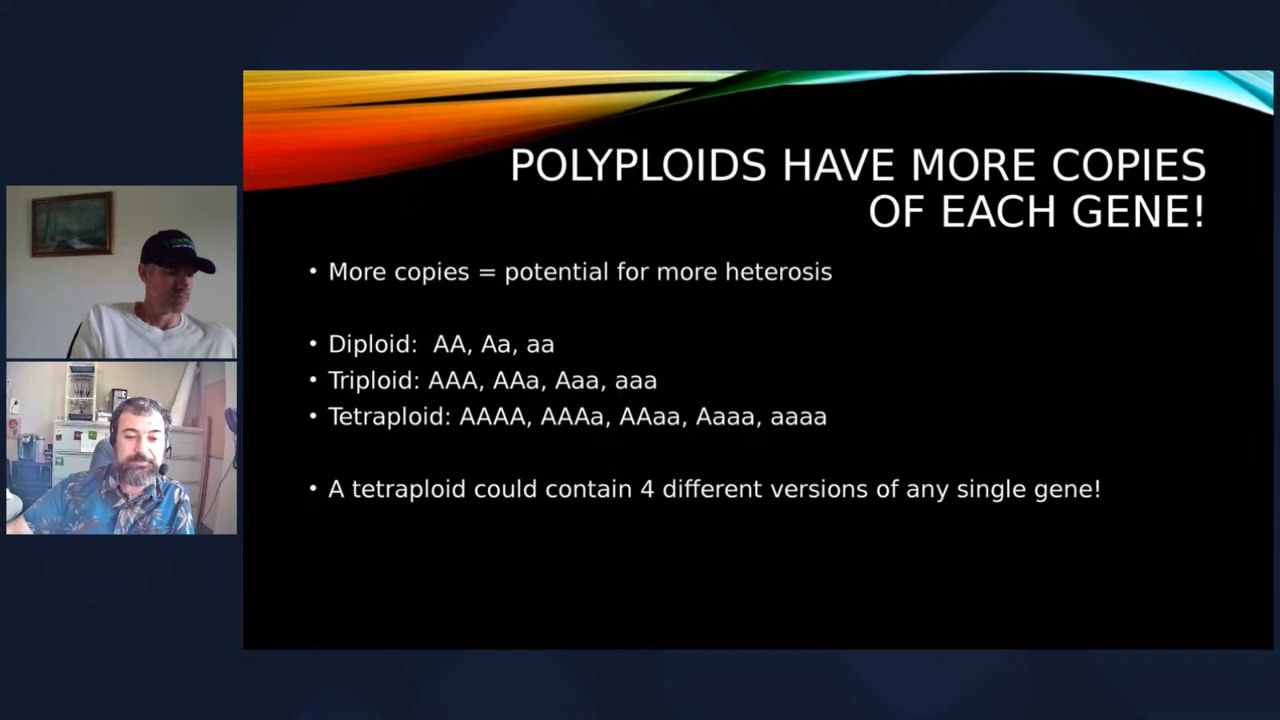 POLYPLOIDS HAVE MORE COPIES
OF EACH GENE!
• More copies = potential for more heterosis
• Diploid:  AA, Aa, aa
• Triploid: AAA, AAa, Aaa, aaa
• Tetraploid: AAAA, AAAa, AAaa, Aaaa, aaaa
• A tetraploid could contain 4 different versions of any single gene!